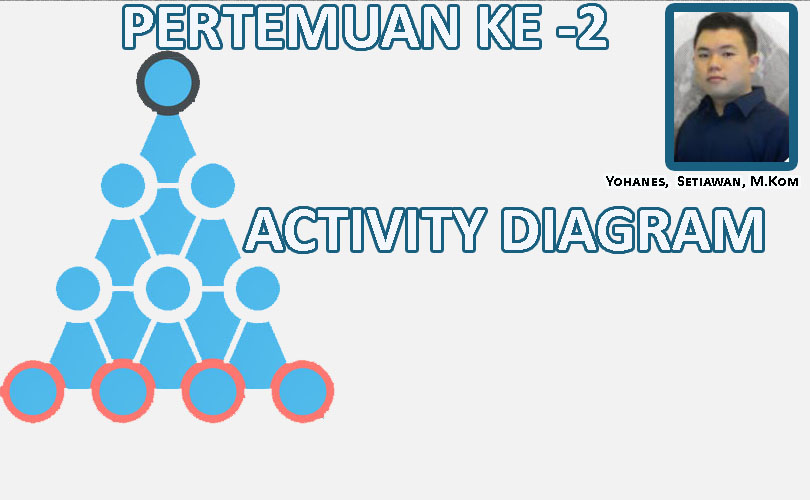 PERTEMUAN KE -2
YOHANES, SETIAWAN, M.KOM
ACTIVITY DIAGRAM